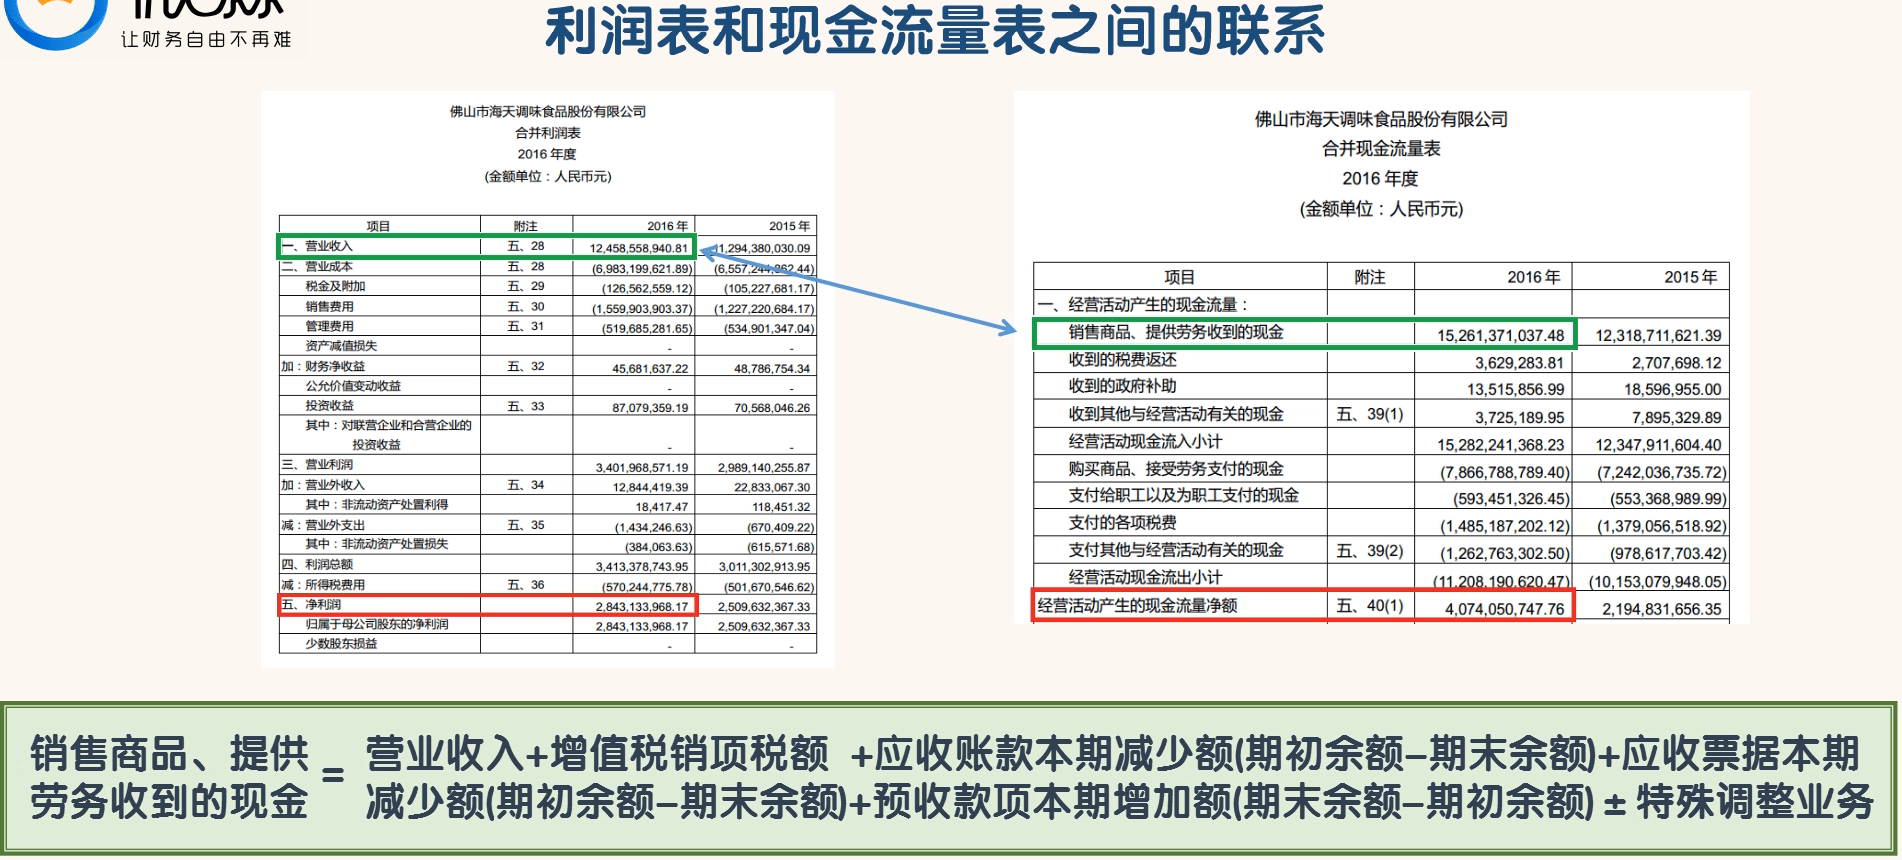 让财务自由不再难
利润表和现金流量表之间的联系
佛山市海天调味食品股份有限公司
合并利润表
2016 年度
(金额单位：人民币元)
项目 附注 2016 年 2015 年
一、营业收入 五、28 12,458,558,940.81 11,294,380,030.09
二、营业成本 五、28 (6,983,199,621.89) (6,557,244,262.44)
税金及附加 五、29 (126,562,559.12) (105,227,681.17)
销售费用 五、30 (1,559,903,903.37) (1,227,220,684.17)
管理费用 五、31 (519,685,281.65) (534,901,347.04)
资产减值损失 - -
加：财务净收益 五、32 45,681,637.22 48,786,754.34
公允价值变动收益 - -
投资收益 五、33 87,079,359.19 70,568,046.26
其中：对联营企业和合营企业的
投资收益 - -
三、营业利润 3,401,968,571.19 2,989,140,255.87
加：营业外收入 五、34 12,844,419.39 22,833,067.30
其中：非流动资产处置利得 18,417.47 118,451.32
减：营业外支出 五、35 (1,434,246.63) (670,409.22)
其中：非流动资产处置损失 (384,063.63) (615,571.68)
四、利润总额 3,413,378,743.95 3,011,302,913.95
减：所得税费用 五、36 (570,244,775.78) (501,670,546.62)
五、净利润 2,843,133,968.17 2,509,632,367.33
归属于母公司股东的净利润 2,843,133,968.17 2,509,632,367.33
少数股东损益 - -
佛山市海天调味食品股份有限公司
合并现金流量表
2016 年度
(金额单位：人民币元)
项目 附注 2016 年 2015 年
一、经营活动产生的现金流量：
销售商品、提供劳务收到的现金 15,261,371,037.48 12,318,711,621.39
收到的税费返还 3,629,283.81 2,707,698.12
收到的政府补助 13,515,856.99 18,596,955.00
收到其他与经营活动有关的现金 五、39(1) 3,725,189.95 7,895,329.89
经营活动现金流入小计 15,282,241,368.23 12,347,911,604.40
购买商品、接受劳务支付的现金 (7,866,788,789.40) (7,242,036,735.72)
支付给职工以及为职工支付的现金 (593,451,326.45) (553,368,989.99)
支付的各项税费 (1,485,187,202.12) (1,379,056,518.92)
支付其他与经营活动有关的现金 五、39(2) (1,262,763,302.50) (978,617,703.42)
经营活动现金流出小计 (11,208,190,620.47) (10,153,079,948.05)
经营活动产生的现金流量净额 五、40(1) 4,074,050,747.76 2,194,831,656.35
销售商品、提供
劳务收到的现金
=
营业收入+增值税销项税额 +应收账款本期减少额(期初余额–期末余额)+应收票据本期
减少额(期初余额–期末余额)+预收款项本期增加额(期末余额–期初余额) ± 特殊调整业务